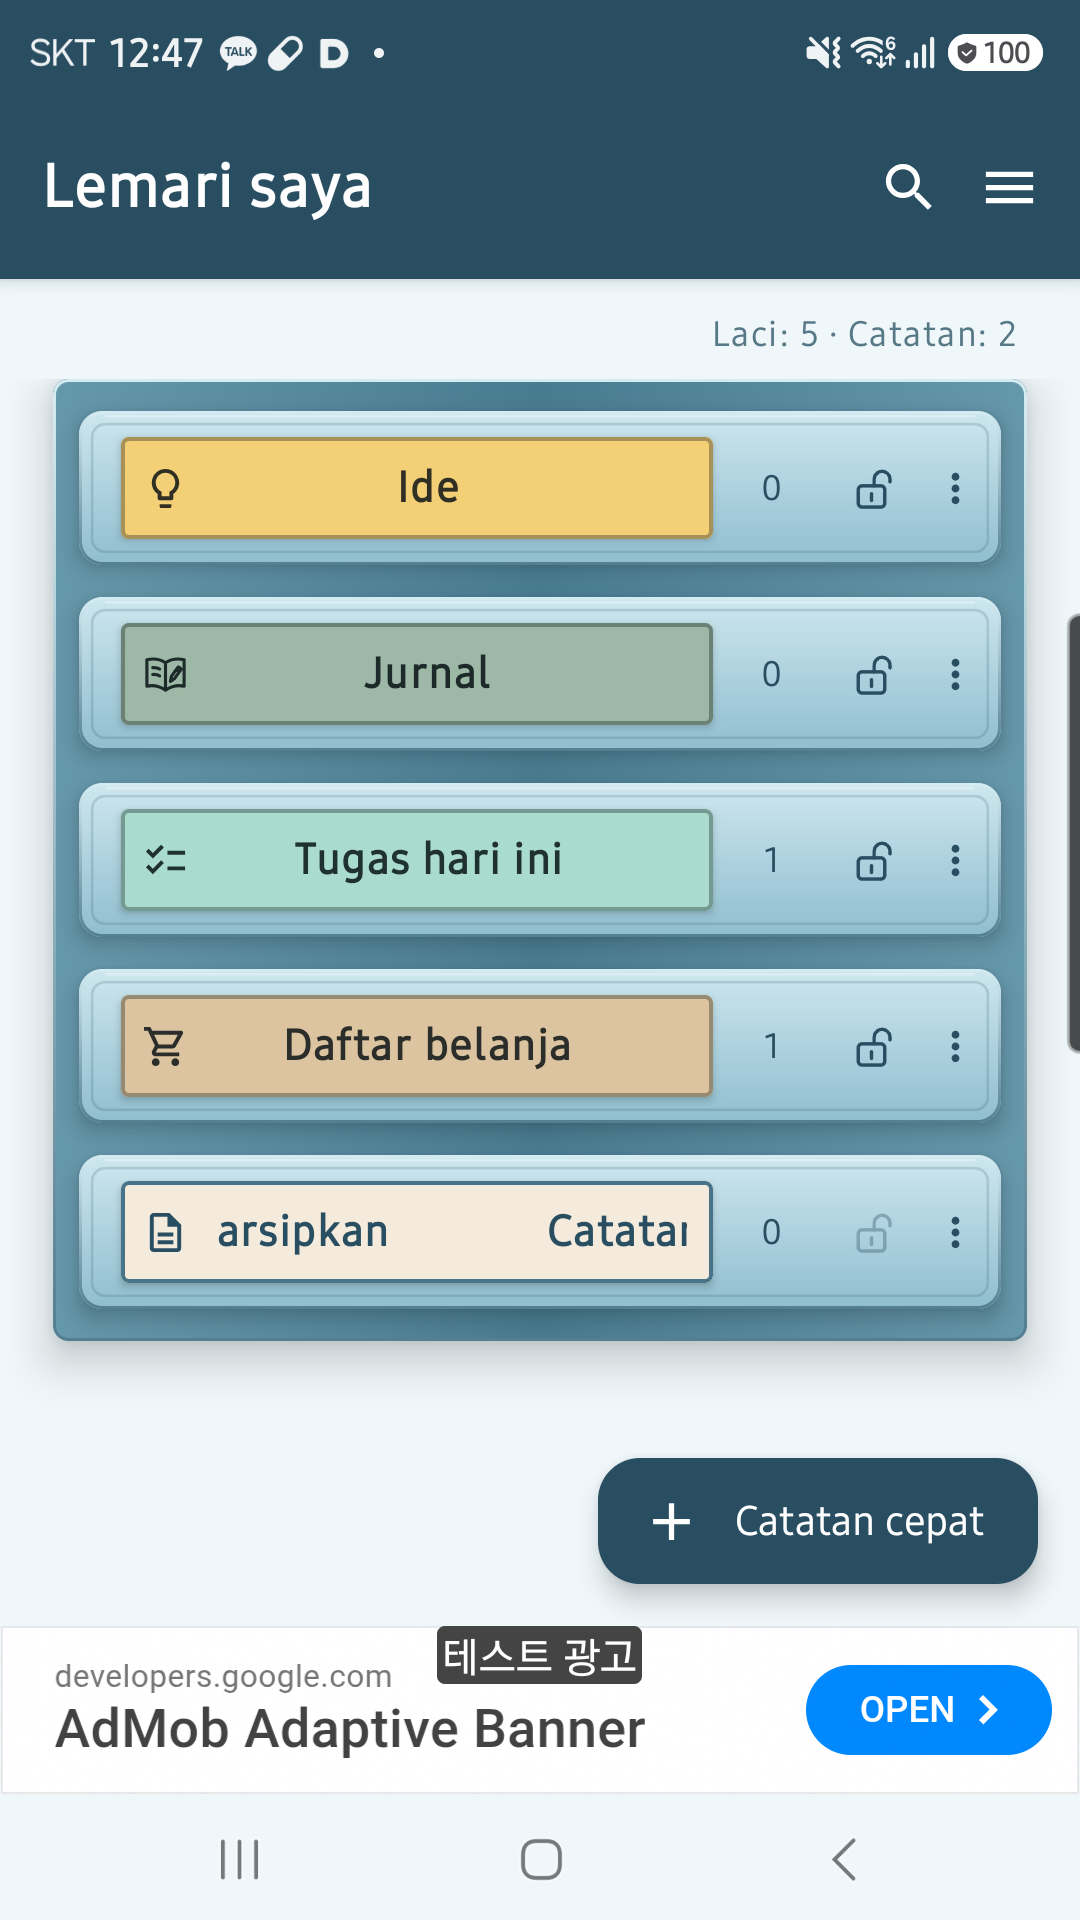 SKT 12:47 TALK D 6 100
Lemari saya
Laci: 5 · Catatan: 2
Ide 0
Jurnal 0
Tugas hari ini 1
Daftar belanja 1
arsipkan Catatan 0
Catatan cepat
테스트 광고
developers.google.com
AdMob Adaptive Banner
OPEN